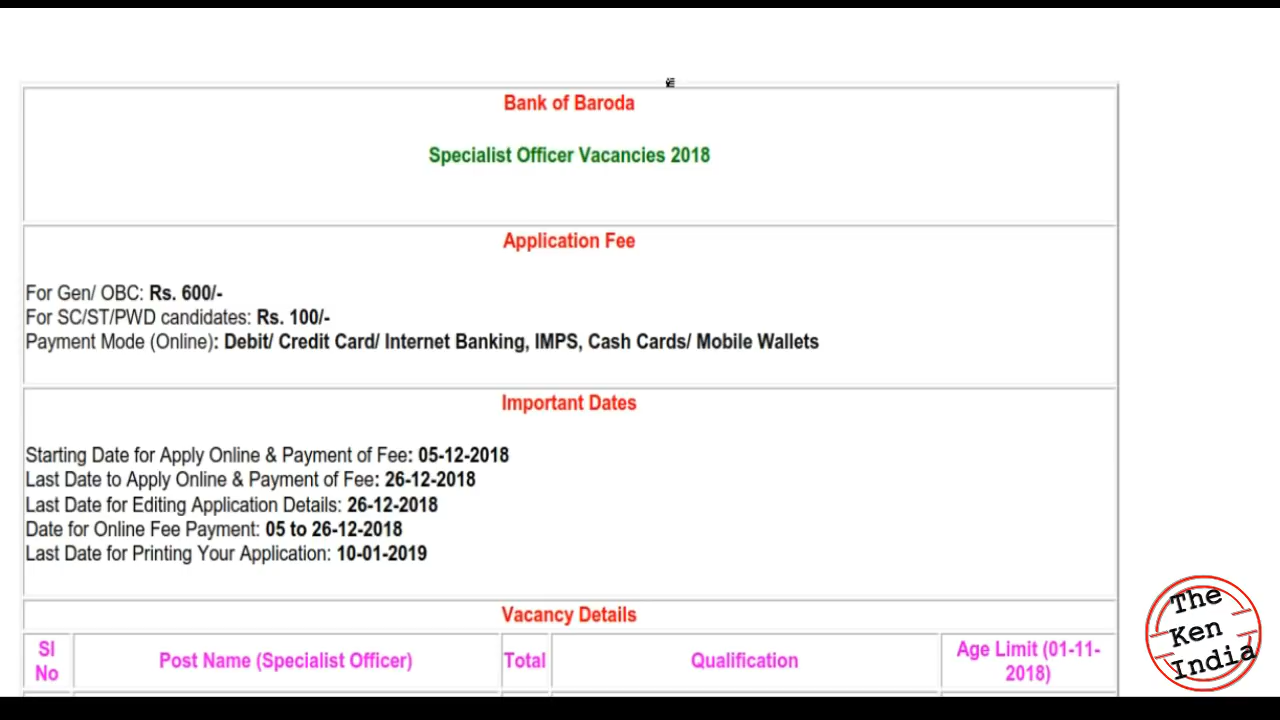 Bank of Baroda
Specialist Officer Vacancies 2018
Application Fee
For Gen/ OBC: Rs. 600/-
For SC/ST/PWD candidates: Rs. 100/-
Payment Mode (Online): Debit/ Credit Card/ Internet Banking, IMPS, Cash Cards/ Mobile Wallets
Important Dates
Starting Date for Apply Online & Payment of Fee: 05-12-2018
Last Date to Apply Online & Payment of Fee: 26-12-2018
Last Date for Editing Application Details: 26-12-2018
Date for Online Fee Payment: 05 to 26-12-2018
Last Date for Printing Your Application: 10-01-2019
Vacancy Details
Sl
No
Post Name (Specialist Officer)
Total
Qualification
Age Limit (01-11-
2018)
The
Ken
India